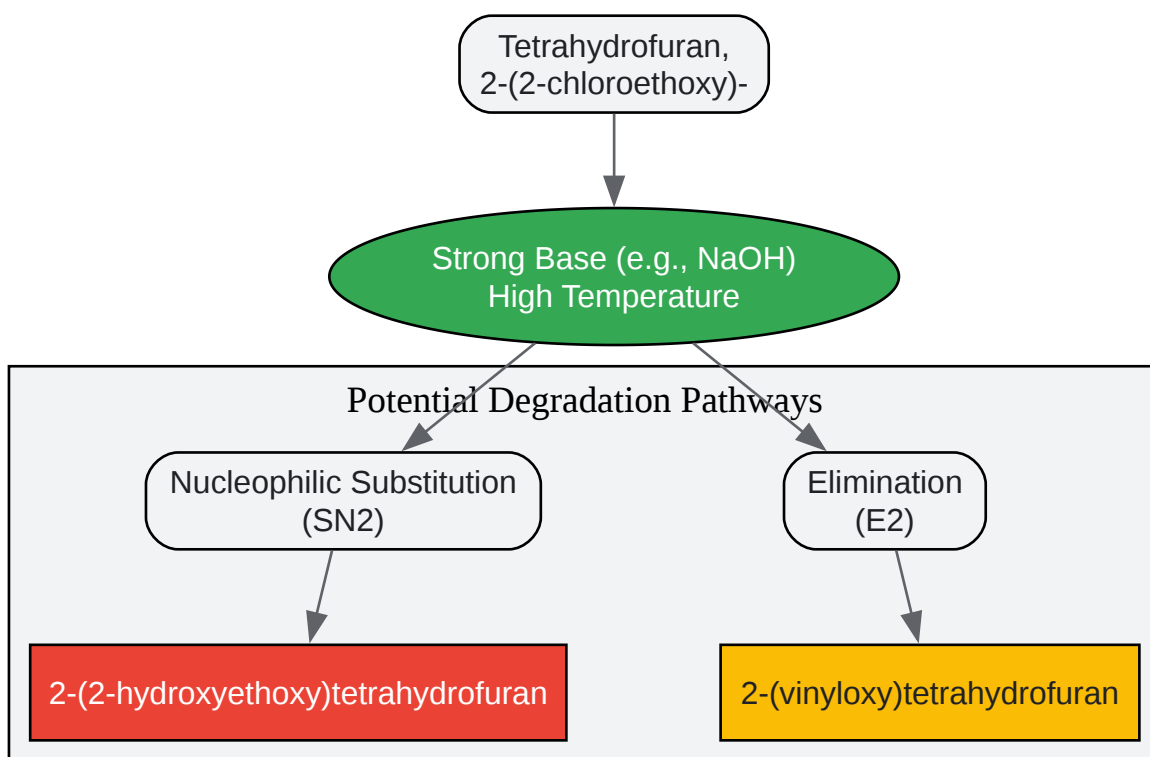 Tetrahydrofuran,
2-(2-chloroethoxy)-
Strong Base (e.g., NaOH)
High Temperature
Potential Degradation Pathways
Nucleophilic Substitution
(SN2)
Elimination
(E2)
2-(2-hydroxyethoxy)tetrahydrofuran
2-(vinyloxy)tetrahydrofuran